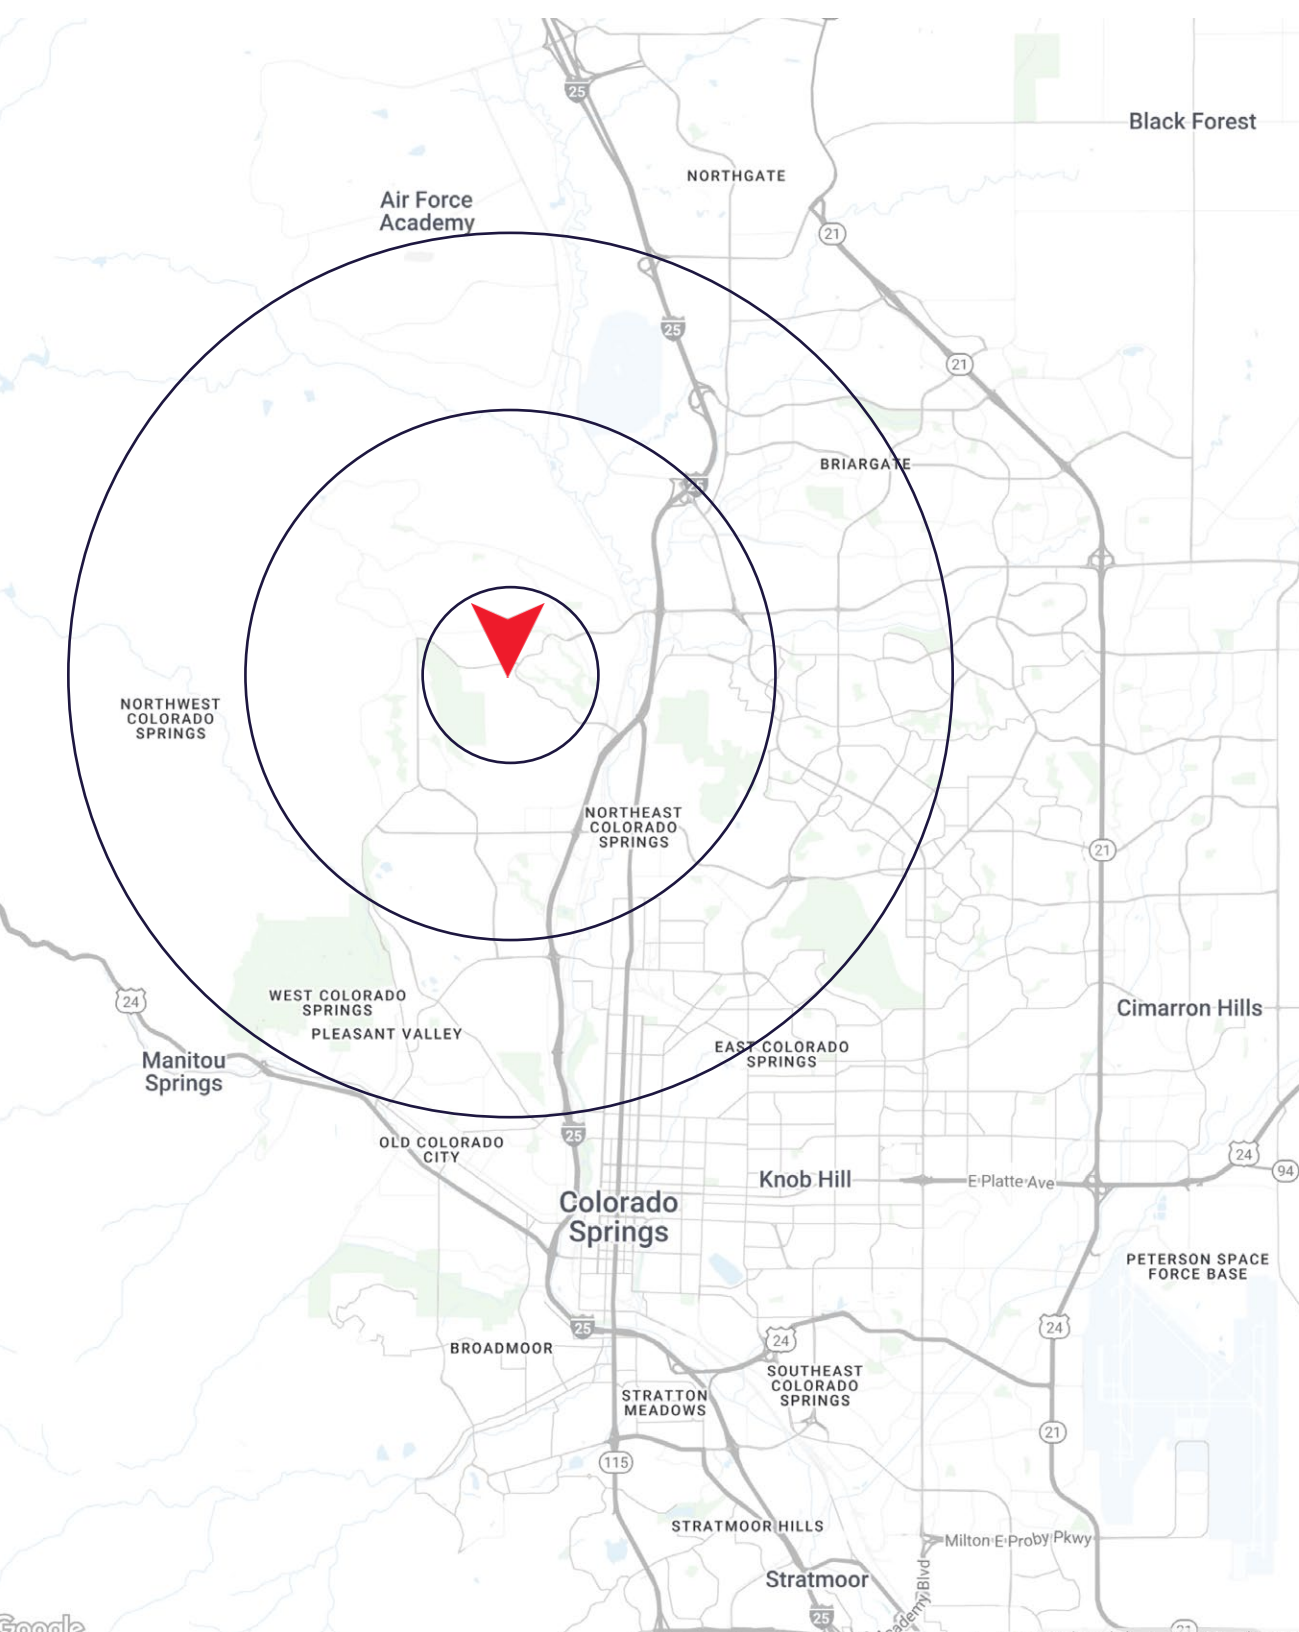 25
Black Forest
NORTHGATE
Air Force
Academy
21
25
21
BRIARGATE
25
NORTHWEST
COLORADO
SPRINGS
NORTHEAST
COLORADO
SPRINGS
21
WEST COLORADO
SPRINGS
24
Cimarron Hills
PLEASANT VALLEY
EAST COLORADO
SPRINGS
Manitou
Springs
25
OLD COLORADO
CITY
24
94
Knob Hill
E Platte Ave
Colorado
Springs
PETERSON SPACE
FORCE BASE
25
24
24
BROADMOOR
SOUTHEAST
COLORADO
SPRINGS
STRATTON
MEADOWS
21
115
STRATMOOR HILLS
Milton E Proby Pkwy
Stratmoor
Academy Blvd
25
Google
21